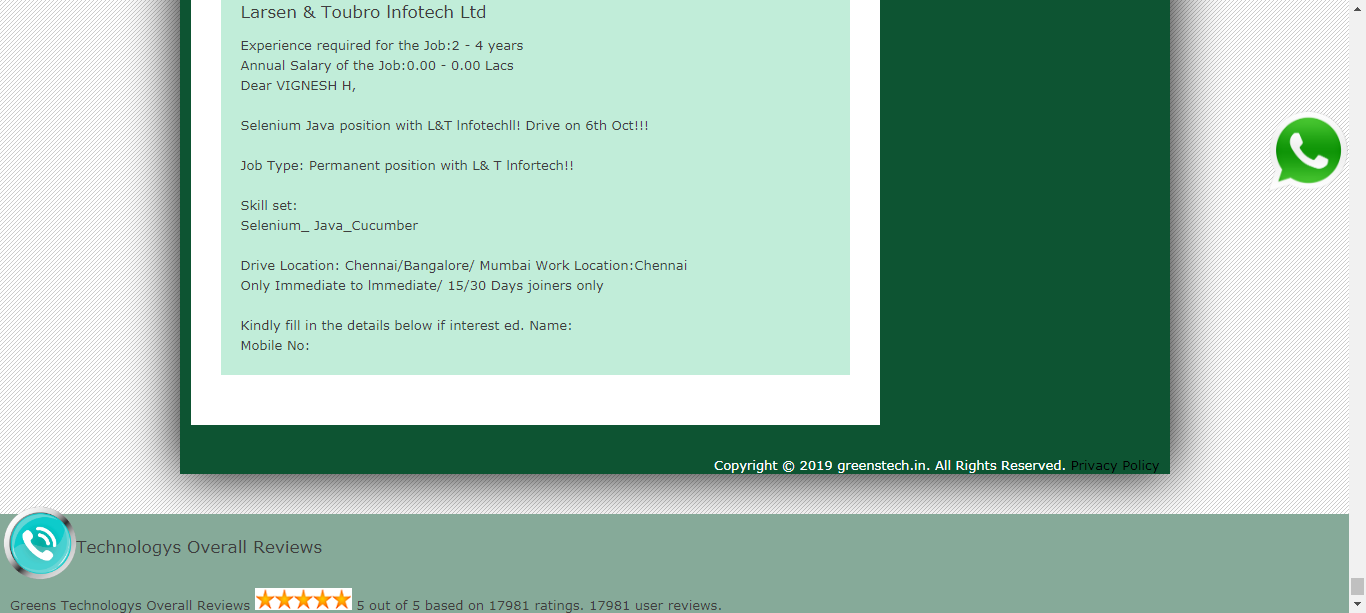 Larsen & Toubro lnfotech Ltd
Experience required for the Job:2 - 4 years
Annual Salary of the Job:0.00 - 0.00 Lacs
Dear VIGNESH H,
Selenium Java position with L&T lnfotechll! Drive on 6th Oct!!!
Job Type: Permanent position with L& T lnfortech!!
Skill set:
Selenium_ Java_Cucumber
Drive Location: Chennai/Bangalore/ Mumbai Work Location:Chennai
Only Immediate to lmmediate/ 15/30 Days joiners only
Kindly fill in the details below if interest ed. Name:
Mobile No:
Copyright © 2019 greenstech.in. All Rights Reserved. Privacy Policy
Technologys Overall Reviews
Greens Technologys Overall Reviews 5 out of 5 based on 17981 ratings. 17981 user reviews.